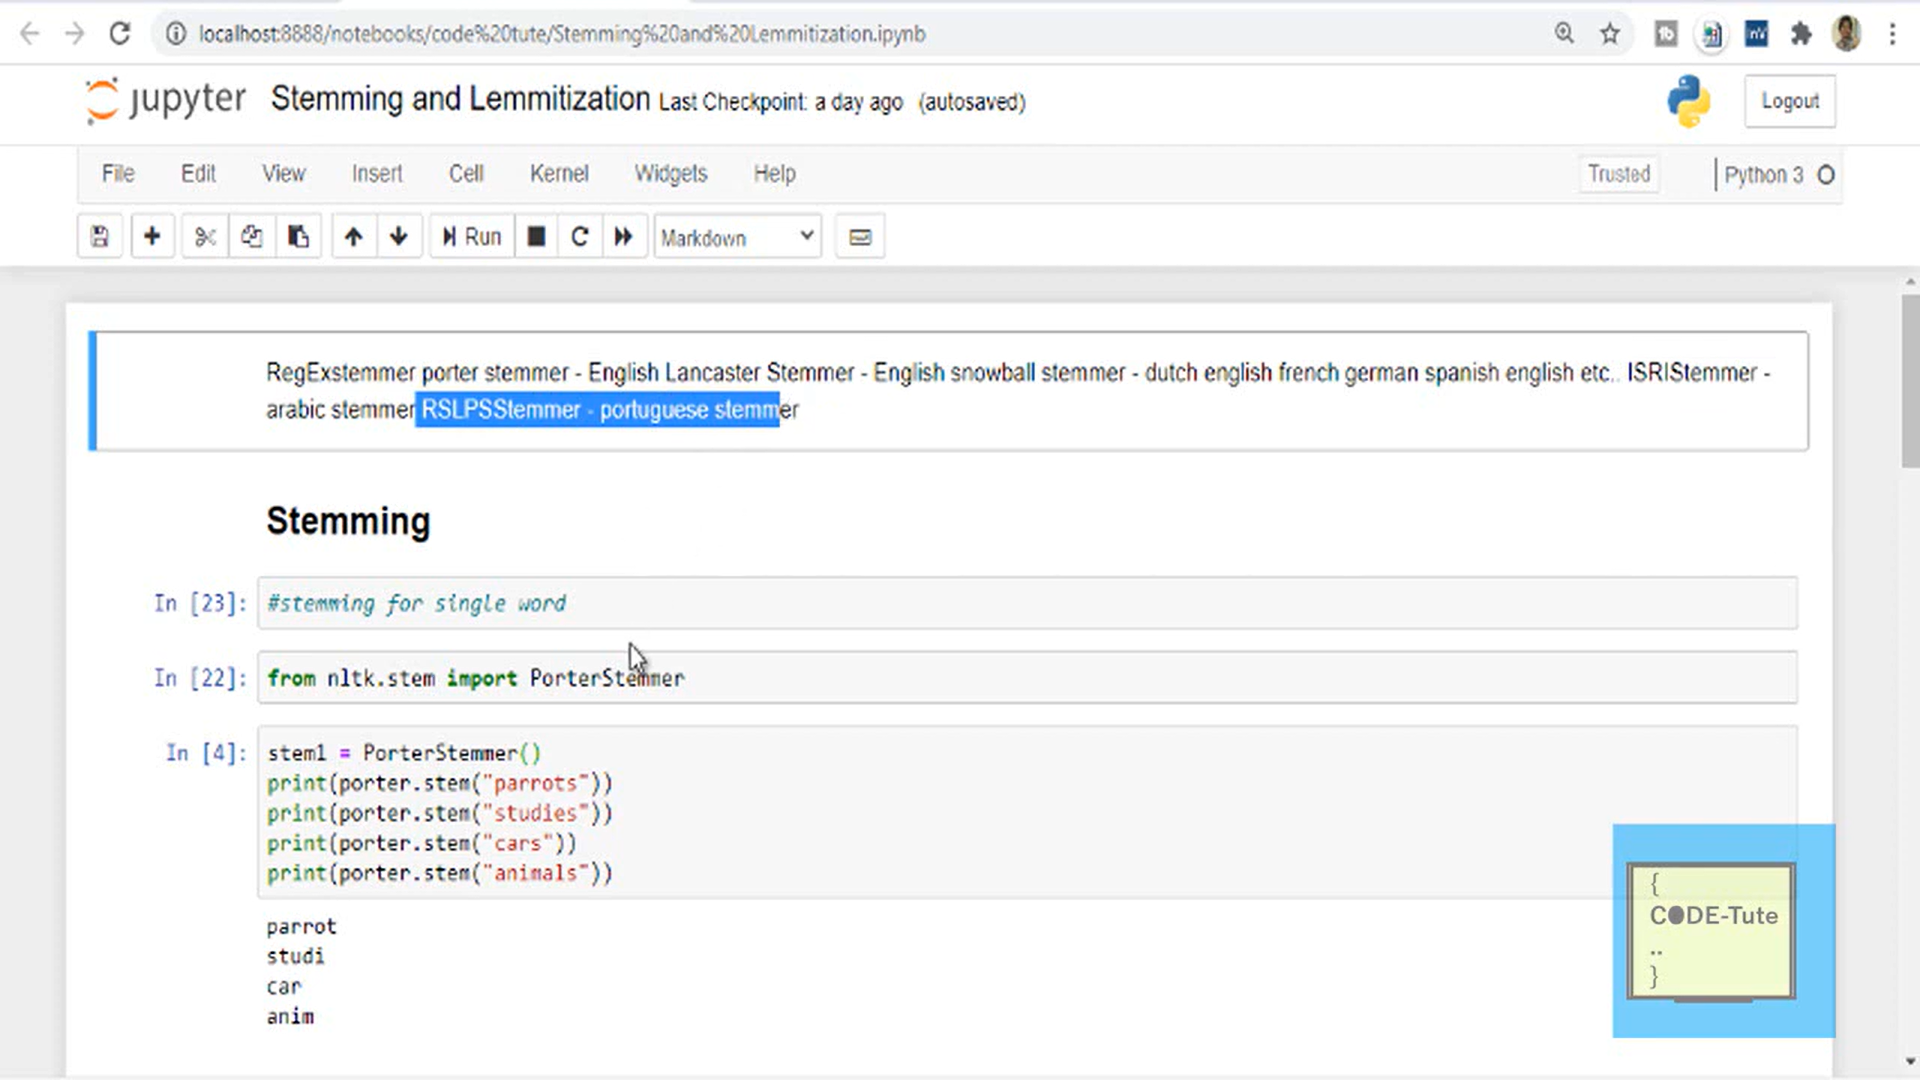 localhost:8888/notebooks/code%20tute/Stemming%20and%20Lemmitization.ipynb
jupyter Stemming and Lemmitization Last Checkpoint: a day ago (autosaved)
Logout
File Edit View Insert Cell Kernel Widgets Help Trusted Python 3
Run Markdown
RegExstemmer porter stemmer - English Lancaster Stemmer - English snowball stemmer - dutch english french german spanish english etc.. ISRIStemmer -
arabic stemmer RSLPSStemmer - portuguese stemmer
Stemming
In [23]: #stemming for single word
In [22]: from nltk.stem import PorterStemmer
In [4]: stem1 = PorterStemmer()
print(porter.stem("parrots"))
print(porter.stem("studies"))
print(porter.stem("cars"))
print(porter.stem("animals"))
parrot
studi
car
anim
{
CODE-Tute
..
}